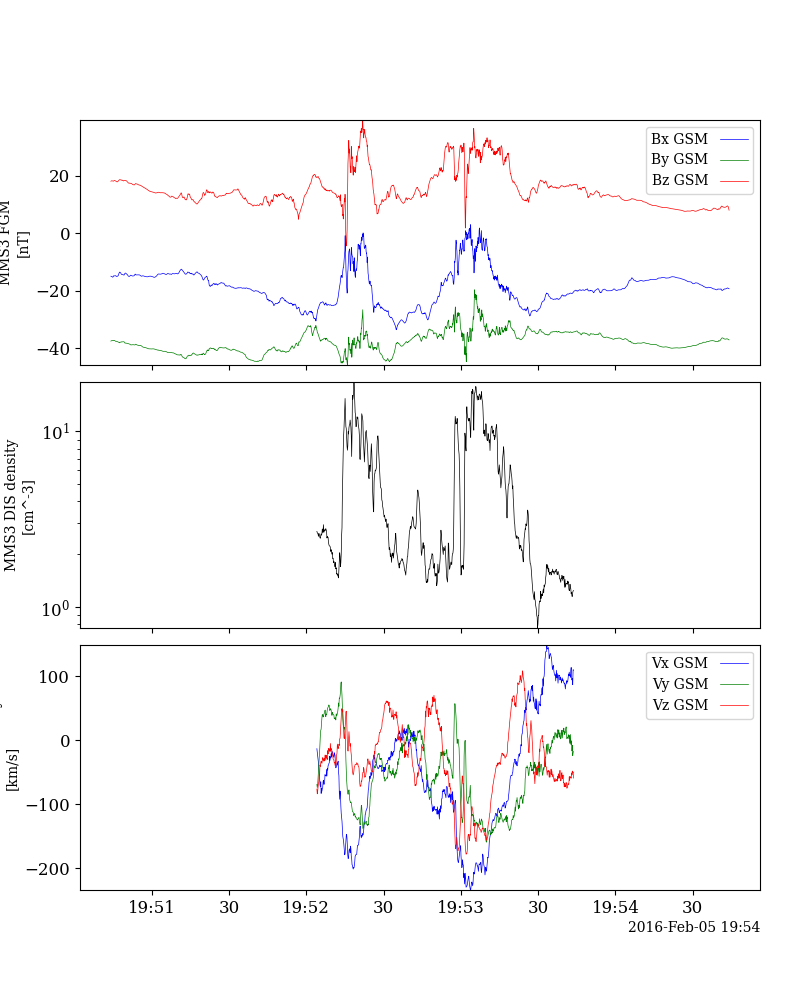 Bx GSM
By GSM
Bz GSM
20
0
−20
−40
MMS3 FGM
[nT]
10^1
10^0
MMS3 DIS density
[cm^-3]
Vx GSM
Vy GSM
Vz GSM
100
0
−100
−200
[km/s]
19:51
30
19:52
30
19:53
30
19:54
30
2016-Feb-05 19:54